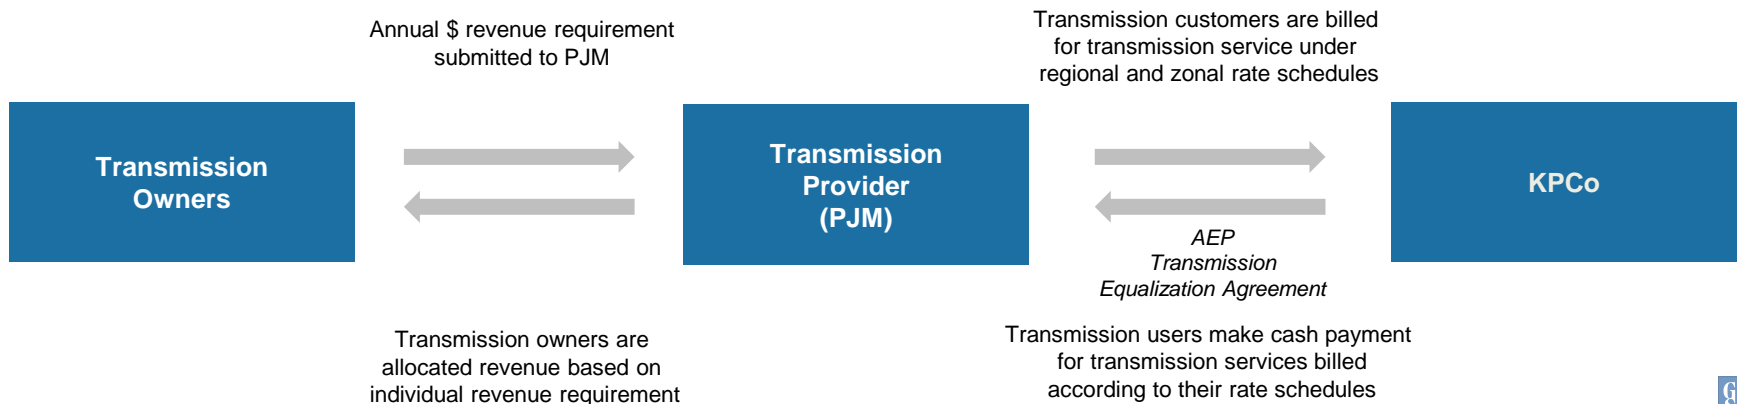 Annual $ revenue requirement
submitted to PJM
Transmission customers are billed
for transmission service under
regional and zonal rate schedules
Transmission
Owners
Transmission
Provider
(PJM)
KPCo
AEP
Transmission
Equalization Agreement
Transmission owners are
allocated revenue based on
individual revenue requirement
Transmission users make cash payment
for transmission services billed
according to their rate schedules